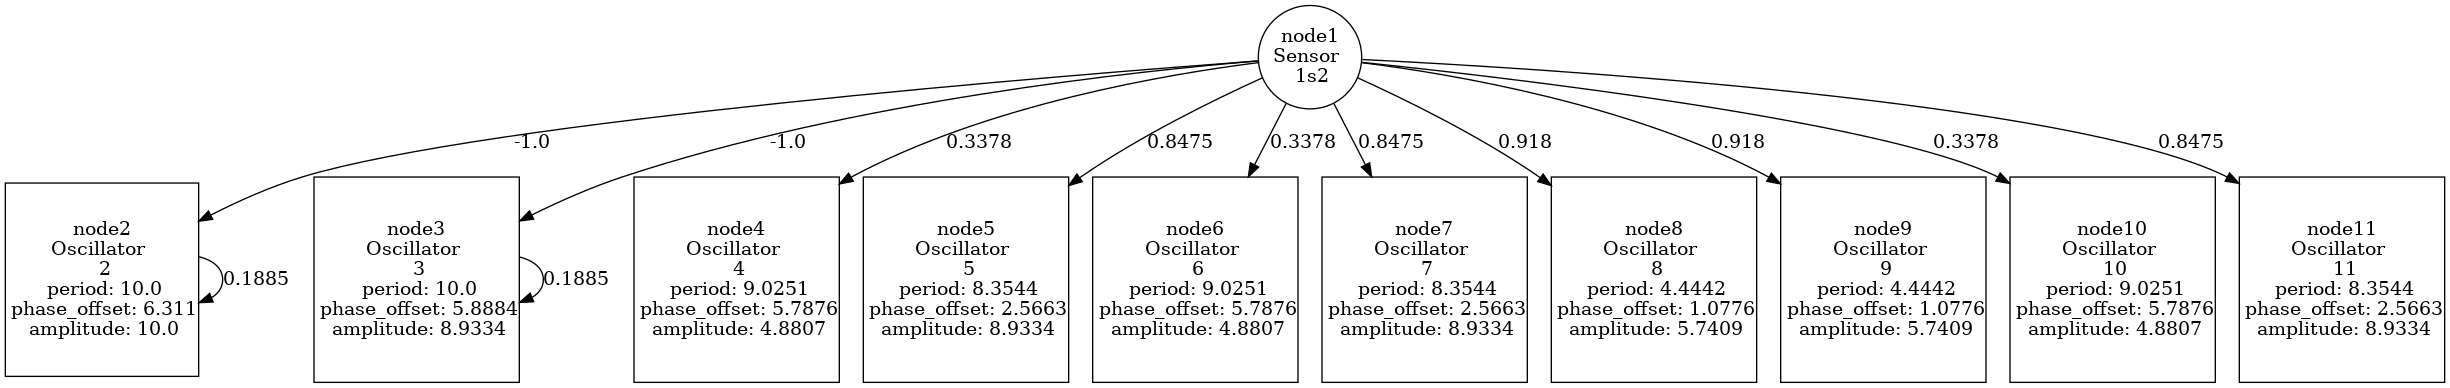 node1
Sensor
1s2
-1.0
-1.0
0.3378
0.8475
0.3378
0.8475
0.918
0.918
0.3378
0.8475
node2
Oscillator
2
period: 10.0
phase_offset: 6.311
amplitude: 10.0
0.1885
node3
Oscillator
3
period: 10.0
phase_offset: 5.8884
amplitude: 8.9334
0.1885
node4
Oscillator
4
period: 9.0251
phase_offset: 5.7876
amplitude: 4.8807
node5
Oscillator
5
period: 8.3544
phase_offset: 2.5663
amplitude: 8.9334
node6
Oscillator
6
period: 9.0251
phase_offset: 5.7876
amplitude: 4.8807
node7
Oscillator
7
period: 8.3544
phase_offset: 2.5663
amplitude: 8.9334
node8
Oscillator
8
period: 4.4442
phase_offset: 1.0776
amplitude: 5.7409
node9
Oscillator
9
period: 4.4442
phase_offset: 1.0776
amplitude: 5.7409
node10
Oscillator
10
period: 9.0251
phase_offset: 5.7876
amplitude: 4.8807
node11
Oscillator
11
period: 8.3544
phase_offset: 2.5663
amplitude: 8.9334